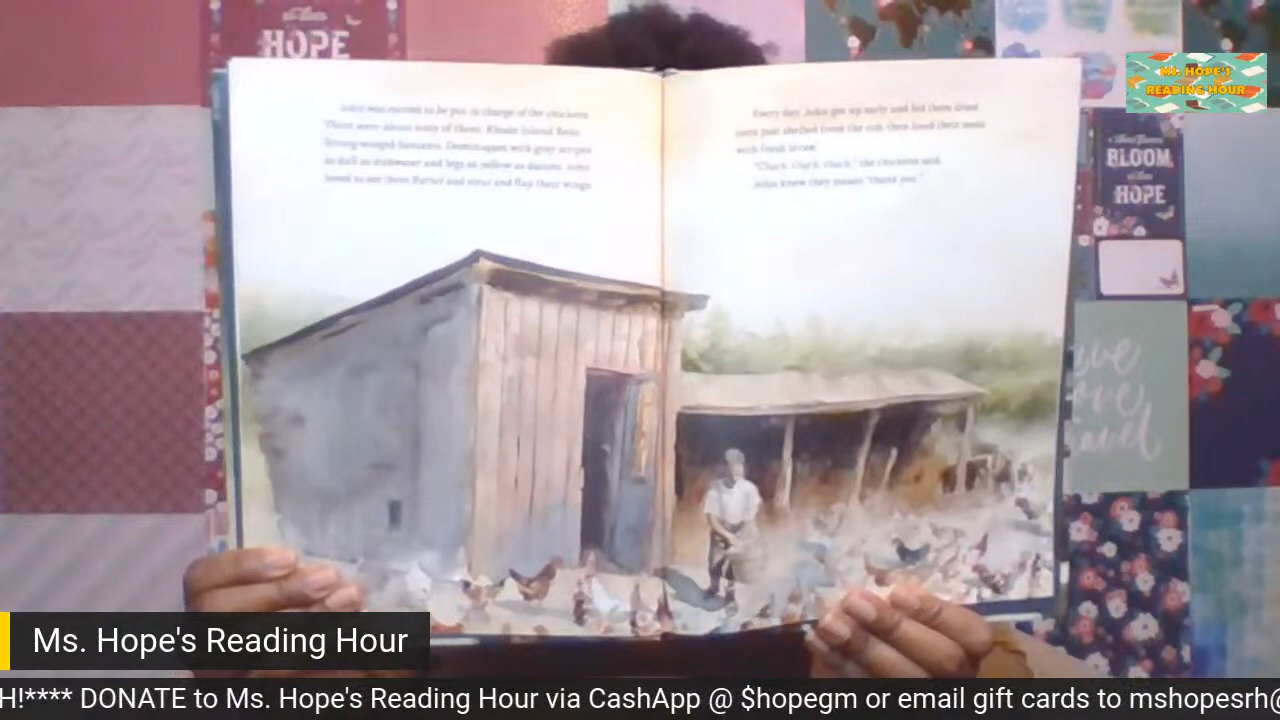 HOPE
MS. HOPE'S
READING HOUR
John was named to be put in charge of the chickens
There were about sixty of them. Rhode Island Reds
Strong-winged bantams. Dominiques with gray stripes
as dull as dishwater and legs as yellow as daisies. John
loved to see them flutter and strut and flap their wings
Every day, John got up early and fed them dried
corn just shelled from the cob, then lined their nests
with fresh straw.
"Cluck, cluck, cluck," the chickens said.
John knew they meant "thank you."
BLOOM
HOPE
Ms. Hope's Reading Hour
H!**** DONATE to Ms. Hope's Reading Hour via CashApp @ $hopegm or email gift cards to mshopesrh@